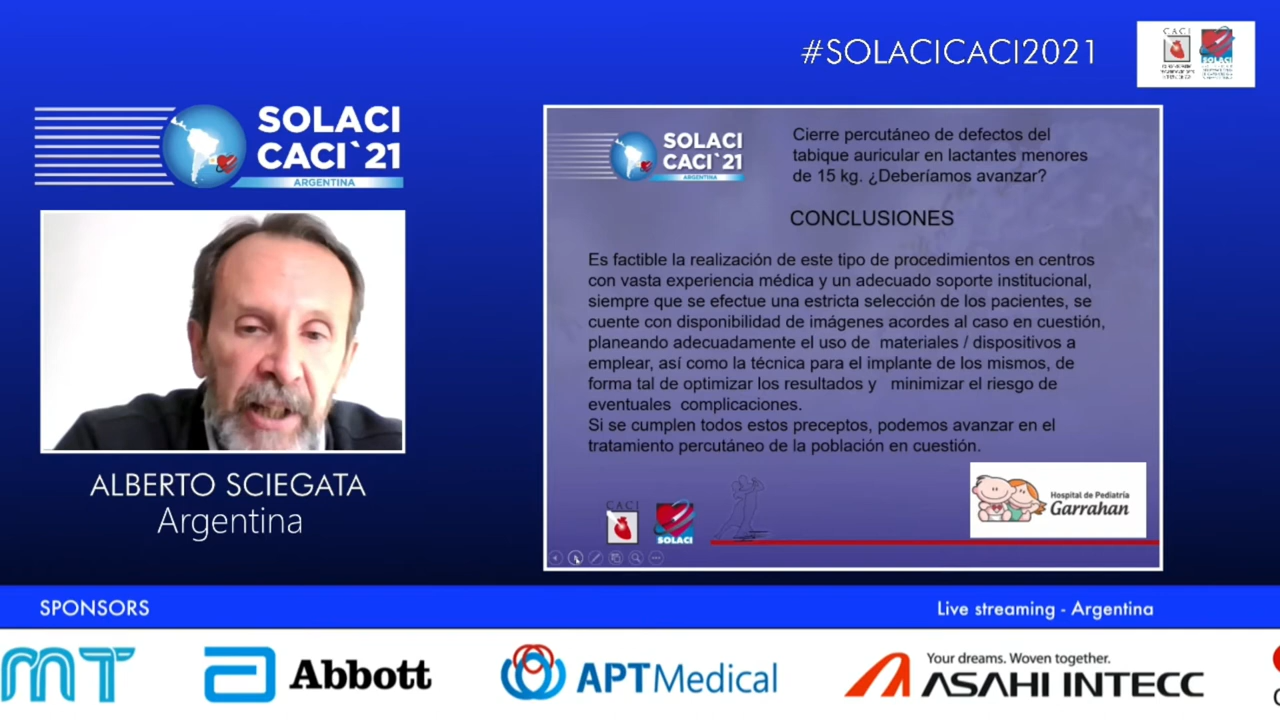 #SOLACICACI2021
CACI
SOLACI
SOLACI
CACI`21
ARGENTINA
ALBERTO SCIEGATA
Argentina
SOLACI
CACI`21
ARGENTINA
Cierre percutáneo de defectos del
tabique auricular en lactantes menores
de 15 kg. ¿Deberíamos avanzar?
CONCLUSIONES
Es factible la realización de este tipo de procedimientos en centros
con vasta experiencia médica y un adecuado soporte institucional,
siempre que se efectue una estricta selección de los pacientes, se
cuente con disponibilidad de imágenes acordes al caso en cuestión,
planeando adecuadamente el uso de materiales / dispositivos a
emplear, así como la técnica para el implante de los mismos, de
forma tal de optimizar los resultados y minimizar el riesgo de
eventuales complicaciones.
Si se cumplen todos estos preceptos, podemos avanzar en el
tratamiento percutáneo de la población en cuestión.
CACI
SOLACI
Hospital de Pediatría
Garrahan
SPONSORS
Live streaming - Argentina
MT
Abbott
APTMedical
Your dreams. Woven together.
ASAHI INTECC